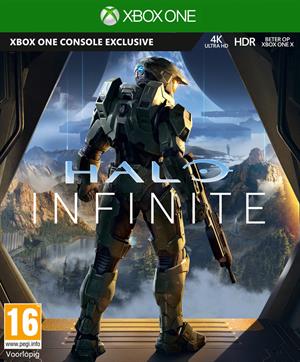 XBOX ONE
XBOX ONE CONSOLE EXCLUSIVE
4K
ULTRA HD
HDR
BETER OP
XBOX ONE X
HALO
INFINITE
16
www.pegi.info
Voorlopig